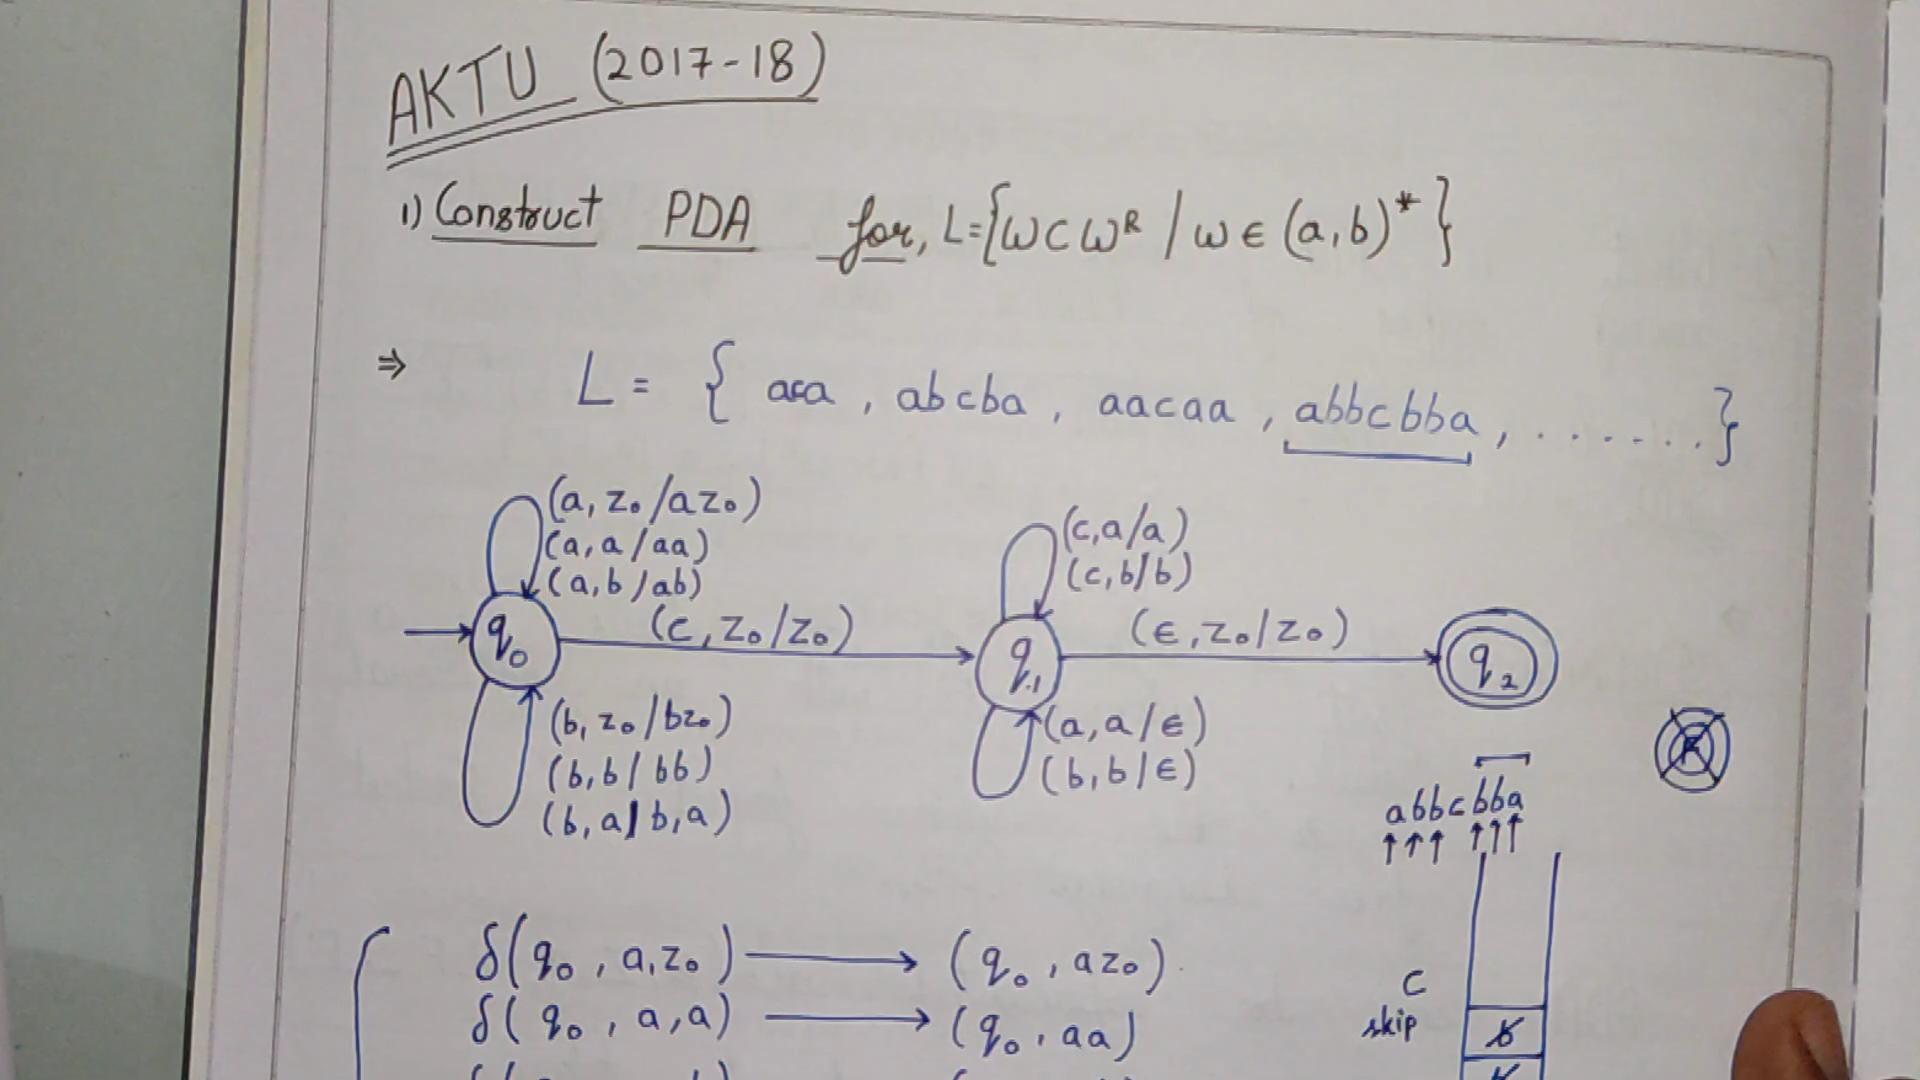 AKTU (2017-18)
1) Construct PDA for, L={wcwᴿ / w ∈ (a,b)*}
⇒ L = { aca, abcba, aacaa, abbcbba, ....... }
(a, z₀/az₀)
(a, a/aa)
(a, b/ab)
(c, a/a)
(c, b/b)
q₀ (c, z₀/z₀) q₁ (ε, z₀/z₀) q₂
(b, z₀/bz₀)
(b, b/bb)
(b, a/b, a)
(a, a/ε)
(b, b/ε)
abbcbba
↑↑↑ ↑↑↑
δ(q₀, a, z₀) ⟶ (q₀, az₀).
δ(q₀, a, a) ⟶ (q₀, aa)
c
skip
b